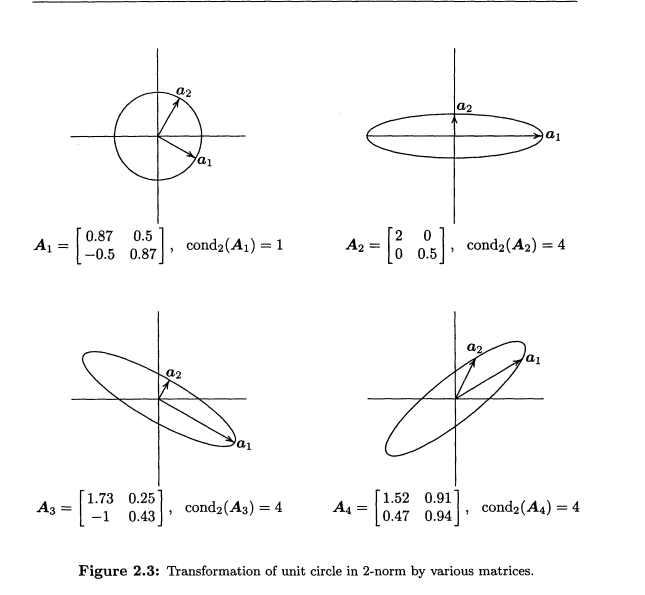 a₂
a₁
A₁ = [0.87 0.5; −0.5 0.87], cond₂(A₁) = 1
a₂
a₁
A₂ = [2 0; 0 0.5], cond₂(A₂) = 4
a₂
a₁
A₃ = [1.73 0.25; −1 0.43], cond₂(A₃) = 4
a₂
a₁
A₄ = [1.52 0.91; 0.47 0.94], cond₂(A₄) = 4
Figure 2.3: Transformation of unit circle in 2-norm by various matrices.